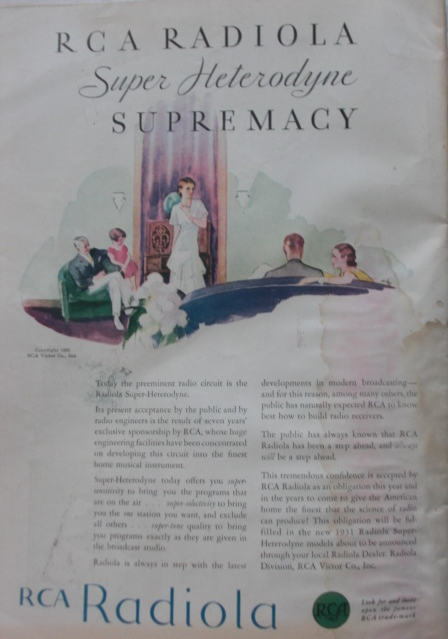 RCA RADIOLA
Super Heterodyne
SUPREMACY
RCA Victor Co., Inc.
Today the preeminent radio circuit is the
Radiola Super-Heterodyne.
Its present acceptance by the public and by
radio engineers is the result of seven years'
exclusive sponsorship by RCA, whose huge
engineering facilities have been concentrated
on developing this circuit into the finest
home musical instrument.
Super-Heterodyne today offers you super-
sensitivity to bring you the programs that
are on the air . . . super-selectivity to bring
you the one station you want, and exclude
all others . . . super-tone quality to bring
you programs exactly as they are given in
the broadcast studio.
Radiola is always in step with the latest
developments in modern broadcasting—
and for this reason, among many others, the
public has naturally expected RCA to know
best how to build radio receivers.
The public has always known that RCA
Radiola has been a step ahead, and always
will be a step ahead.
This tremendous confidence is accepted by
RCA Radiola as an obligation this year and
in the years to come to give the American
home the finest that the science of radio
can produce! This obligation will be ful-
filled in the new 1931 Radiola Super-
Heterodyne models about to be announced
through your local Radiola Dealer. Radiola
Division, RCA Victor Co., Inc.
RCA Radiola
RCA
Look for and insist
upon the famous
RCA trade-mark